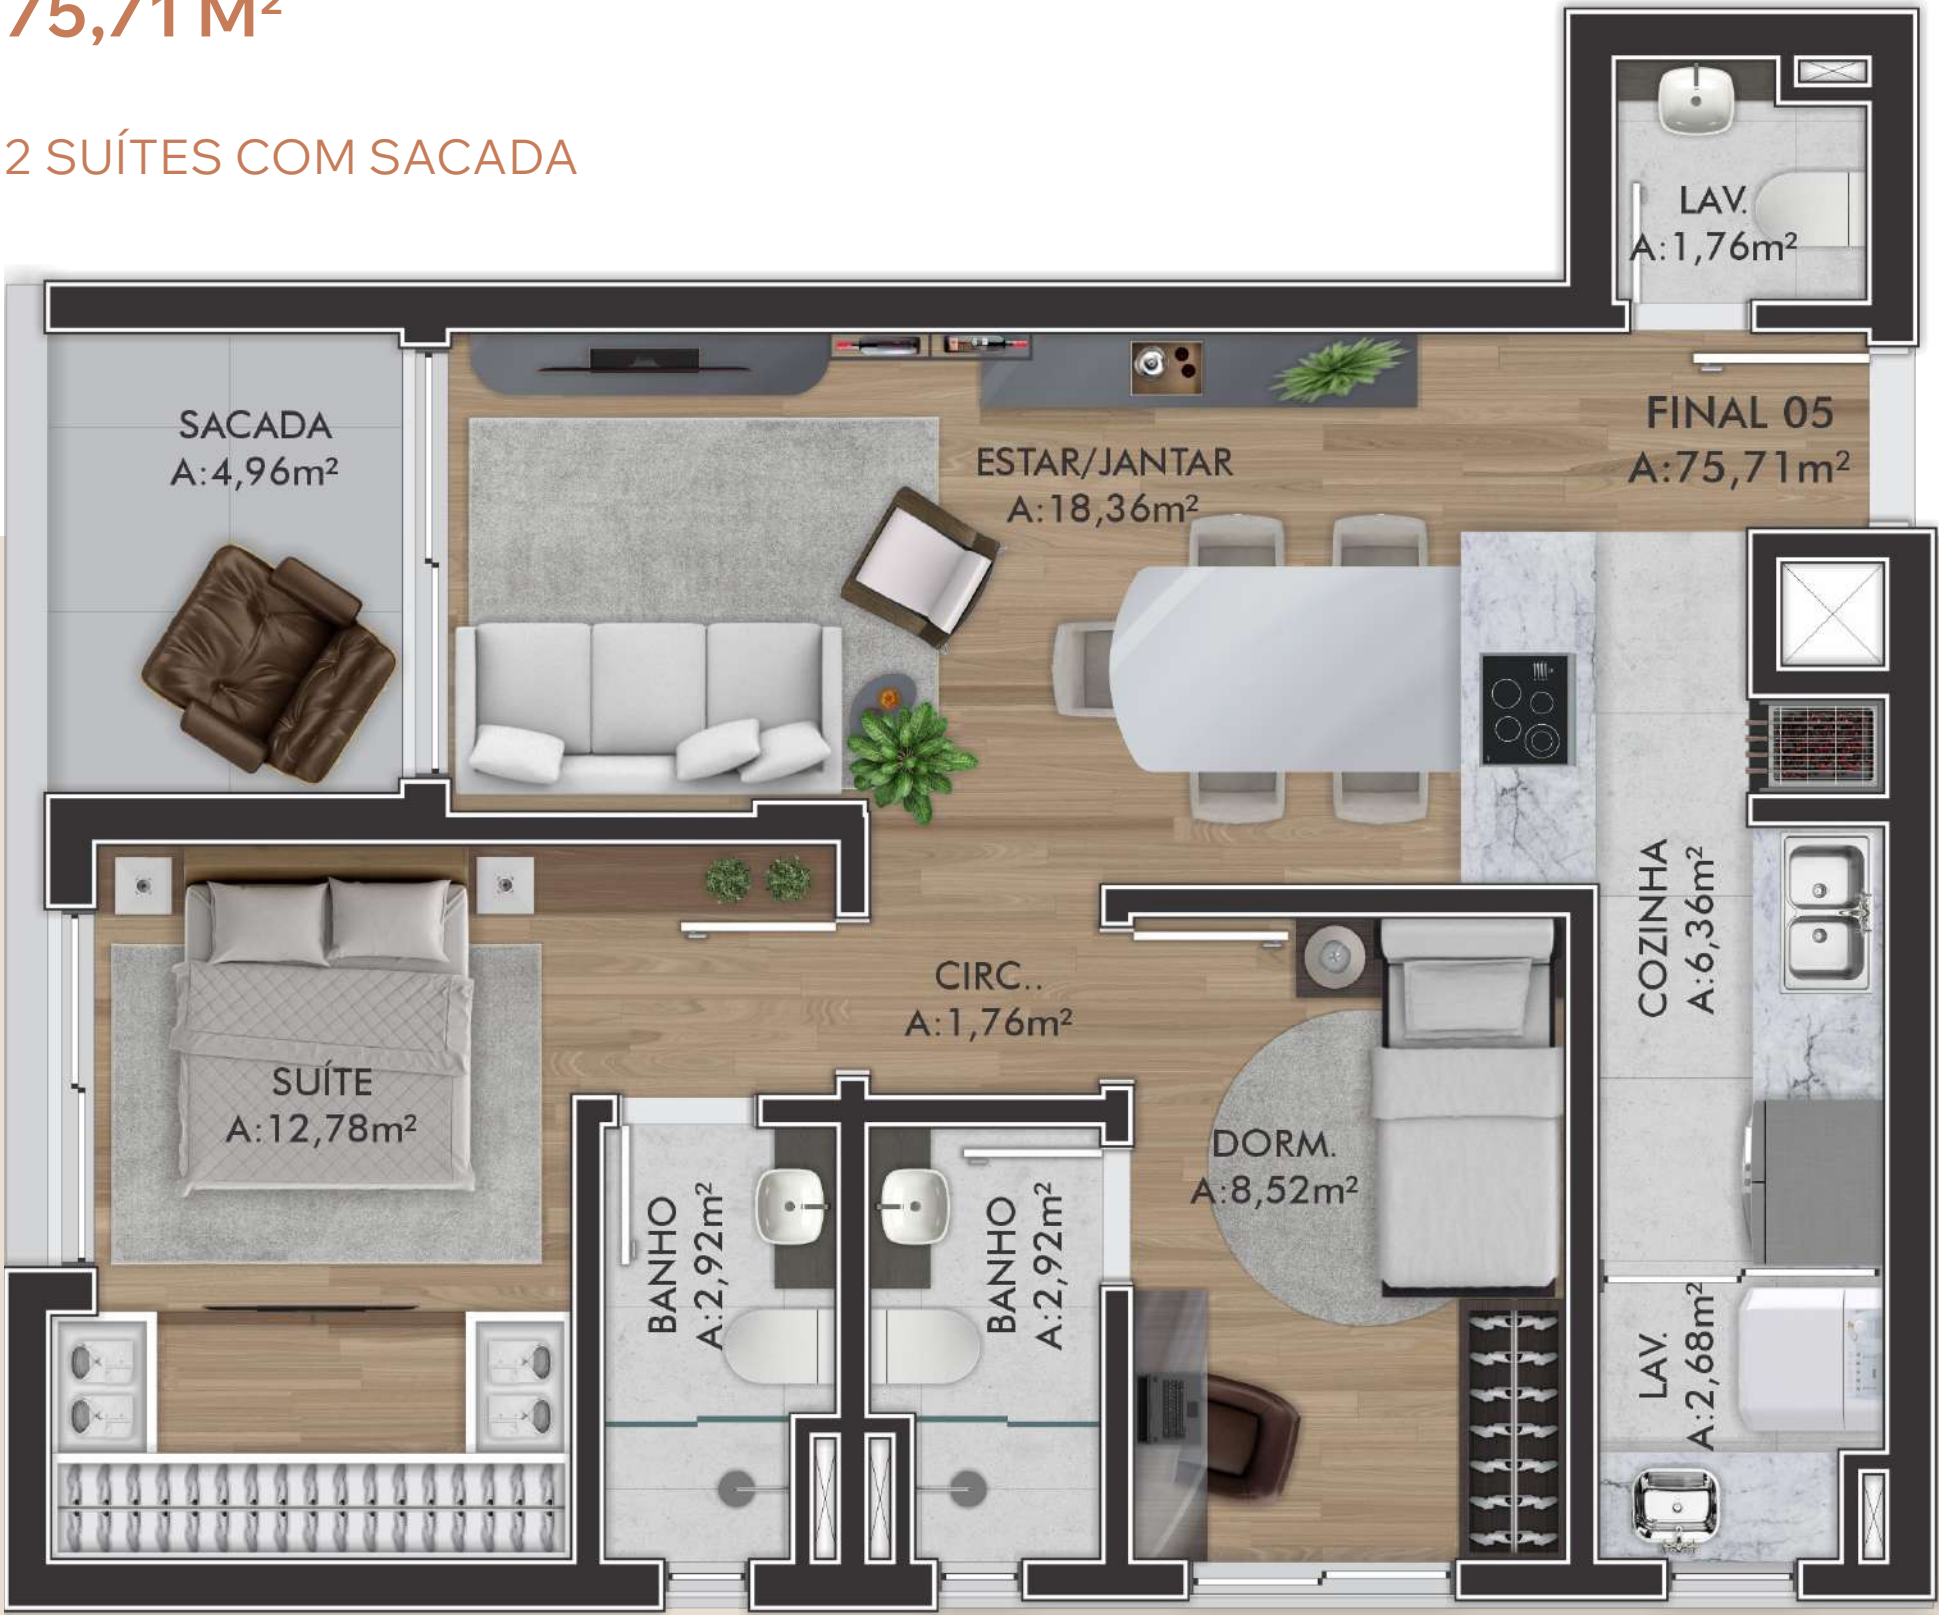 75,71 M²
2 SUÍTES COM SACADA
LAV.
A:1,76m²
SACADA
A:4,96m²
ESTAR/JANTAR
A:18,36m²
FINAL 05
A:75,71m²
COZINHA
A:6,36m²
CIRC..
A:1,76m²
SUÍTE
A:12,78m²
BANHO
A:2,92m²
BANHO
A:2,92m²
DORM.
A:8,52m²
LAV.
A:2,68m²